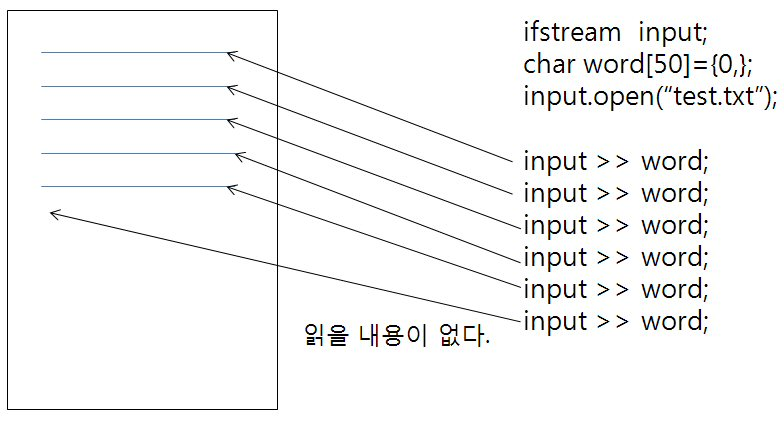 ifstream  input;
char word[50]={0,};
input.open(“test.txt”);
input >> word;
input >> word;
input >> word;
input >> word;
input >> word;
input >> word;
읽을 내용이 없다.